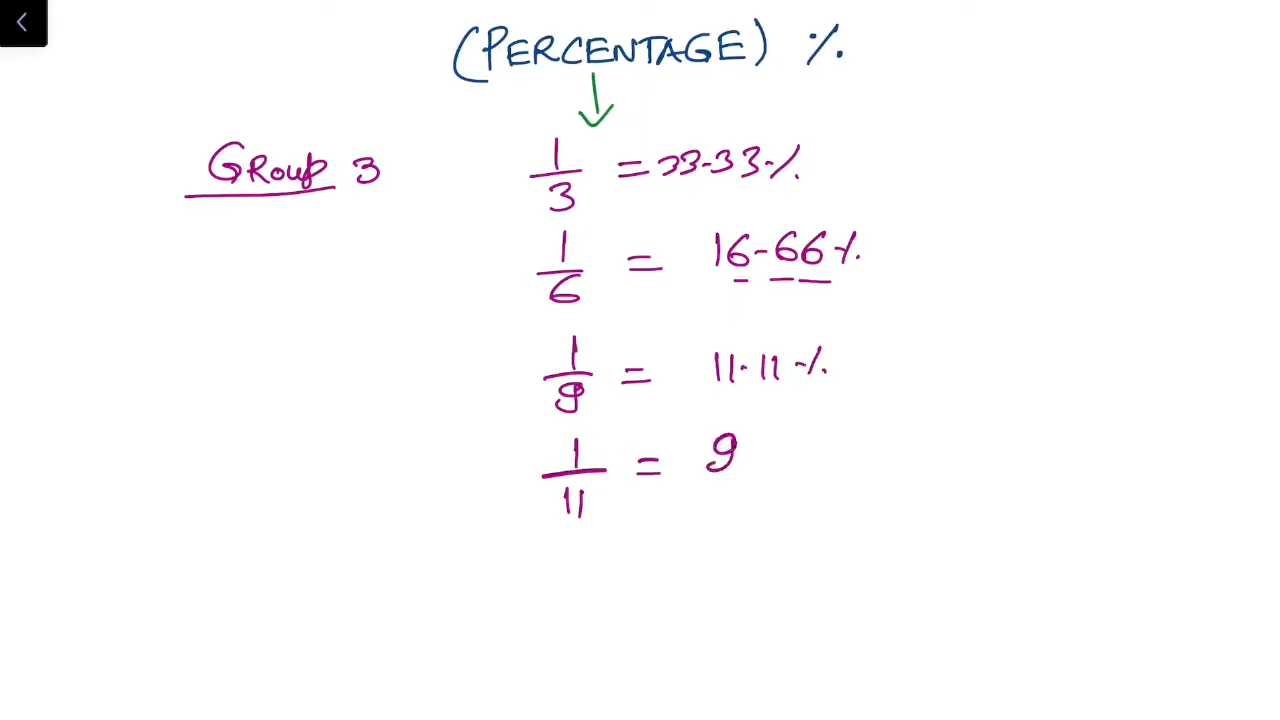 (PERCENTAGE) %
GROUP 3
1/3 = 33.33%
1/6 = 16.66%
1/9 = 11.11%
1/11 = 9